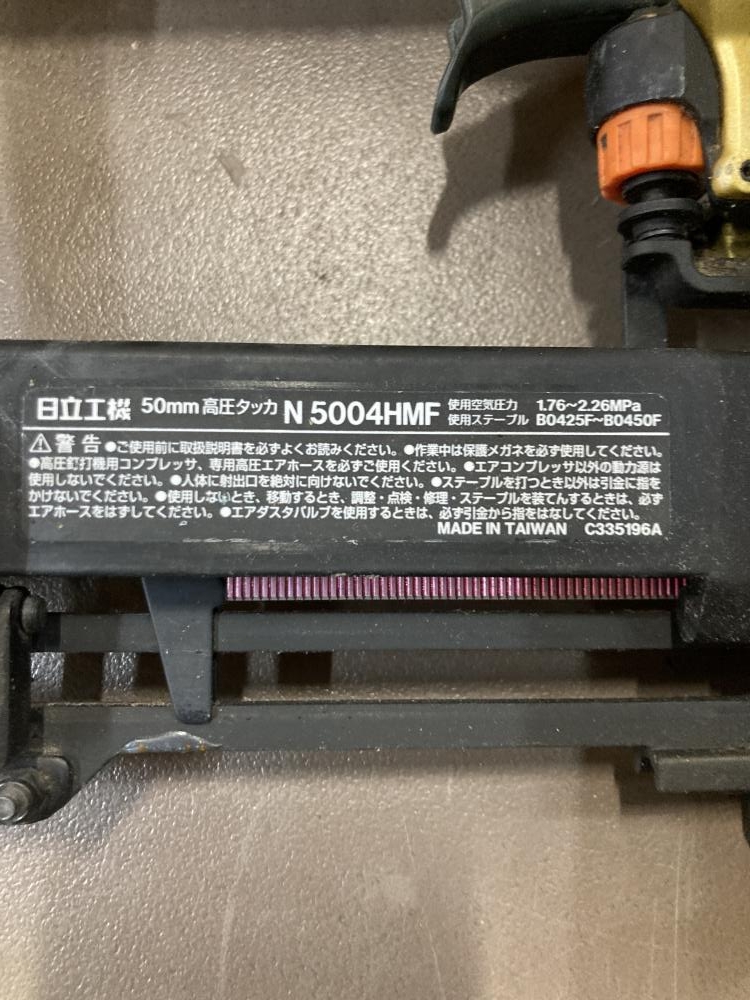 日立工機 50mm 高圧タッカ N 5004HMF 使用空気圧力 1.76~2.26MPa
使用ステープル B0425F~B0450F
⚠警告 ●ご使用前に取扱説明書を必ずよくお読みください。●作業中は保護メガネを必ず使用してください。
●高圧釘打機用コンプレッサ、専用高圧エアホースを必ずご使用ください。●エアコンプレッサ以外の動力源は
使用しないでください。●人体に射出口を絶対に向けないでください。●ステープルを打つとき以外は引金に指を
かけないでください。●使用しないとき、移動するとき、調整・点検・修理・ステープルを装てんするときは、必ず
エアホースをはずしてください。●エアダスタバルブを使用するときは、必ず引金から指をはなしてください。
MADE IN TAIWAN C335196A